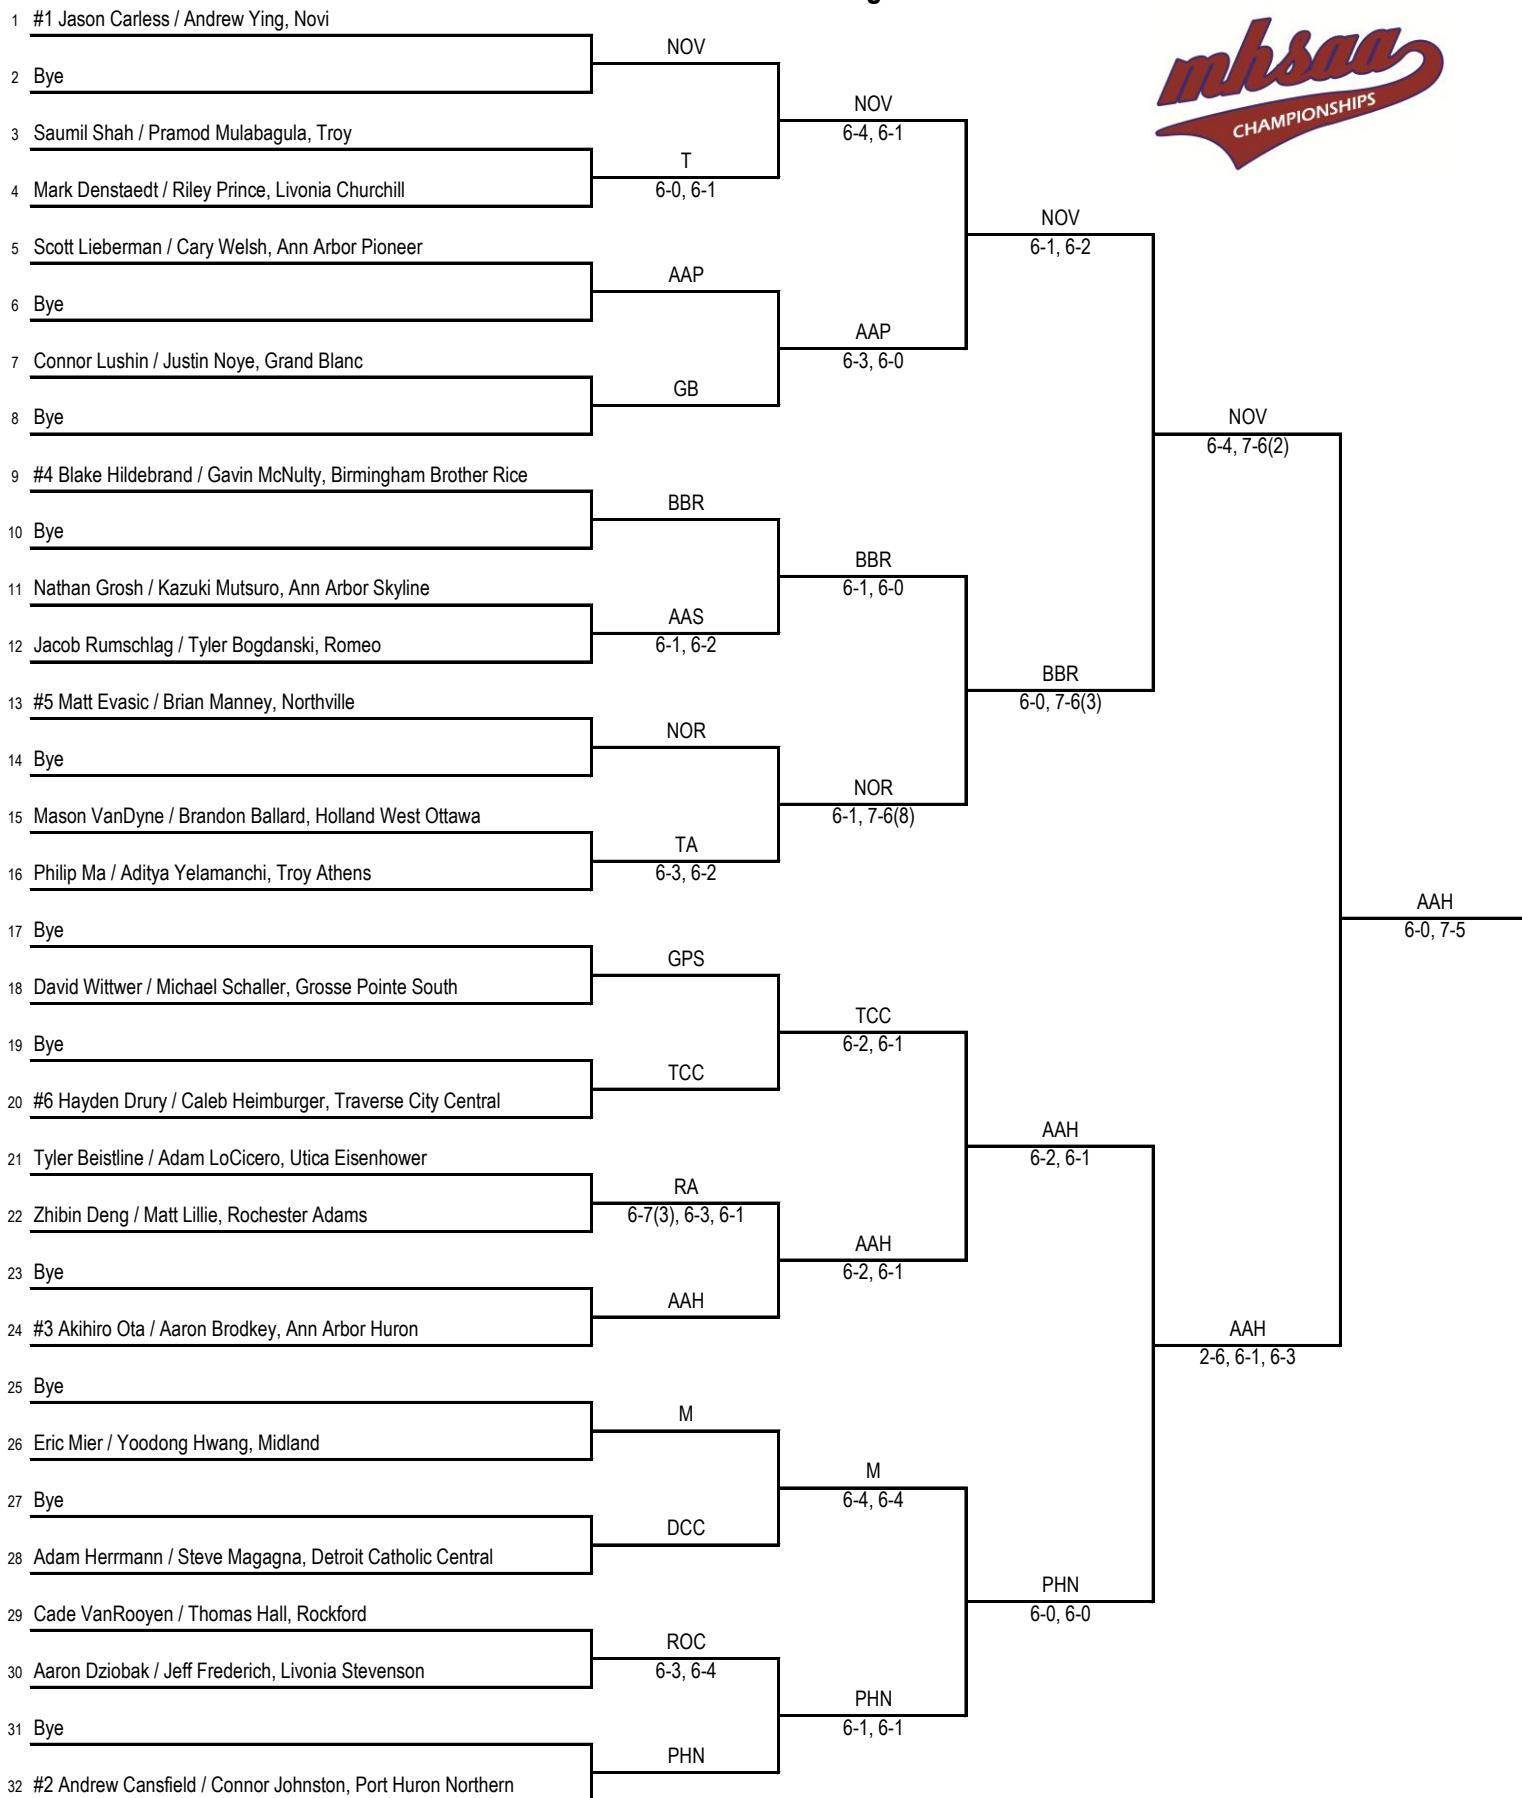 g
mhsaa
CHAMPIONSHIPS
1 #1 Jason Carless / Andrew Ying, Novi
2 Bye
3 Saumil Shah / Pramod Mulabagula, Troy
4 Mark Denstaedt / Riley Prince, Livonia Churchill
5 Scott Lieberman / Cary Welsh, Ann Arbor Pioneer
6 Bye
7 Connor Lushin / Justin Noye, Grand Blanc
8 Bye
9 #4 Blake Hildebrand / Gavin McNulty, Birmingham Brother Rice
10 Bye
11 Nathan Grosh / Kazuki Mutsuro, Ann Arbor Skyline
12 Jacob Rumschlag / Tyler Bogdanski, Romeo
13 #5 Matt Evasic / Brian Manney, Northville
14 Bye
15 Mason VanDyne / Brandon Ballard, Holland West Ottawa
16 Philip Ma / Aditya Yelamanchi, Troy Athens
17 Bye
18 David Wittwer / Michael Schaller, Grosse Pointe South
19 Bye
20 #6 Hayden Drury / Caleb Heimburger, Traverse City Central
21 Tyler Beistline / Adam LoCicero, Utica Eisenhower
22 Zhibin Deng / Matt Lillie, Rochester Adams
23 Bye
24 #3 Akihiro Ota / Aaron Brodkey, Ann Arbor Huron
25 Bye
26 Eric Mier / Yoodong Hwang, Midland
27 Bye
28 Adam Herrmann / Steve Magagna, Detroit Catholic Central
29 Cade VanRooyen / Thomas Hall, Rockford
30 Aaron Dziobak / Jeff Frederich, Livonia Stevenson
31 Bye
32 #2 Andrew Cansfield / Connor Johnston, Port Huron Northern
NOV
T
6-0, 6-1
AAP
GB
BBR
AAS
6-1, 6-2
NOR
TA
6-3, 6-2
GPS
TCC
RA
6-7(3), 6-3, 6-1
AAH
M
DCC
ROC
6-3, 6-4
PHN
NOV
6-4, 6-1
AAP
6-3, 6-0
BBR
6-1, 6-0
NOR
6-1, 7-6(8)
TCC
6-2, 6-1
AAH
6-2, 6-1
M
6-4, 6-4
PHN
6-1, 6-1
NOV
6-1, 6-2
BBR
6-0, 7-6(3)
AAH
6-2, 6-1
PHN
6-0, 6-0
NOV
6-4, 7-6(2)
AAH
2-6, 6-1, 6-3
AAH
6-0, 7-5